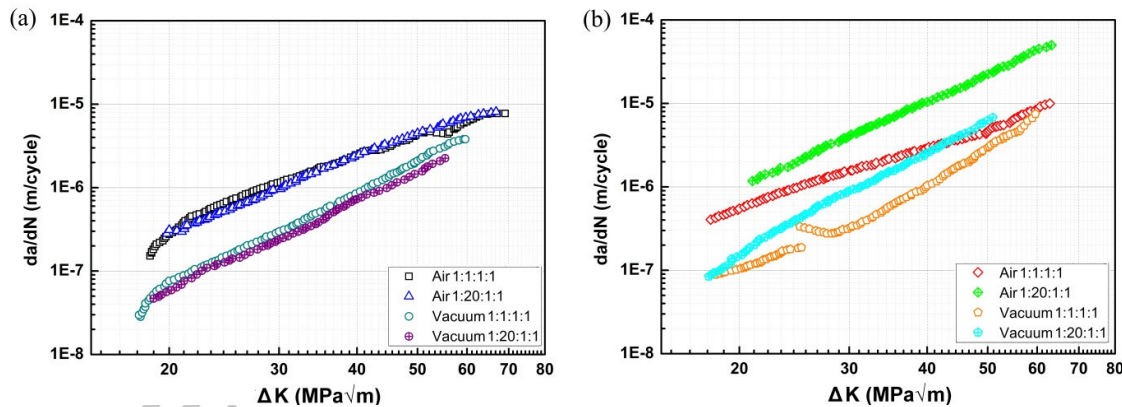 (a)
1E-4
1E-5
1E-6
1E-7
1E-8
da/dN (m/cycle)
20 30 40 50 60 70 80
ΔK (MPa√m)
Air 1:1:1:1
Air 1:20:1:1
Vacuum 1:1:1:1
Vacuum 1:20:1:1
(b)
1E-4
1E-5
1E-6
1E-7
1E-8
da/dN (m/cycle)
20 30 40 50 60 70 80
ΔK (MPa√m)
Air 1:1:1:1
Air 1:20:1:1
Vacuum 1:1:1:1
Vacuum 1:20:1:1